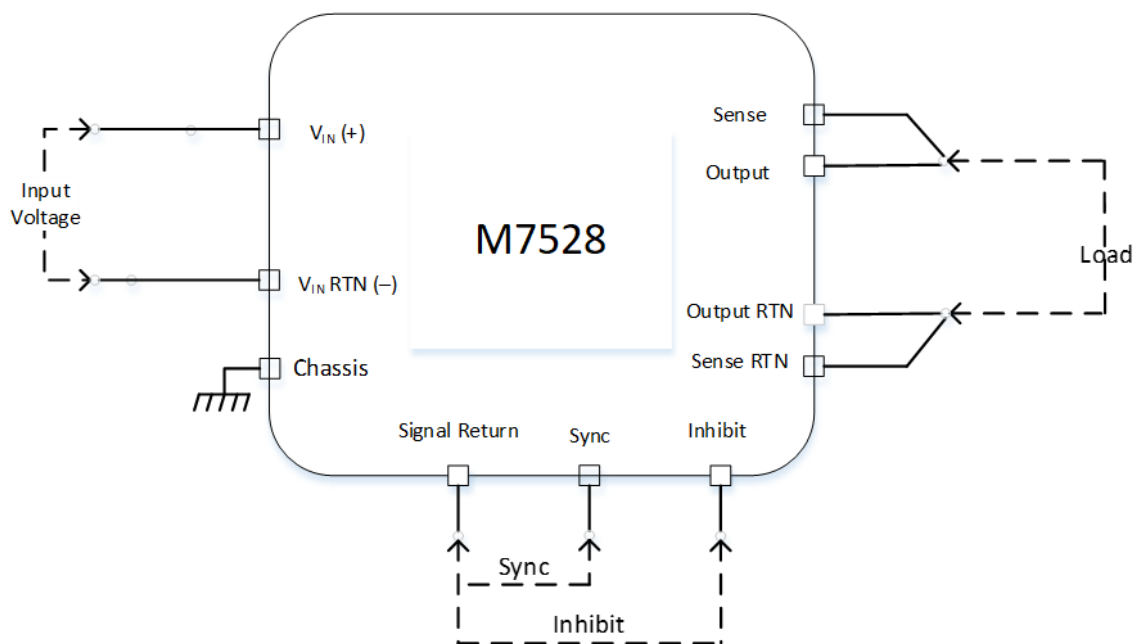 Sense
V_IN (+)
Output
Input
Voltage
M7528
Load
V_IN RTN (–)
Output RTN
Chassis
Sense RTN
Signal Return
Sync
Inhibit
Sync
Inhibit